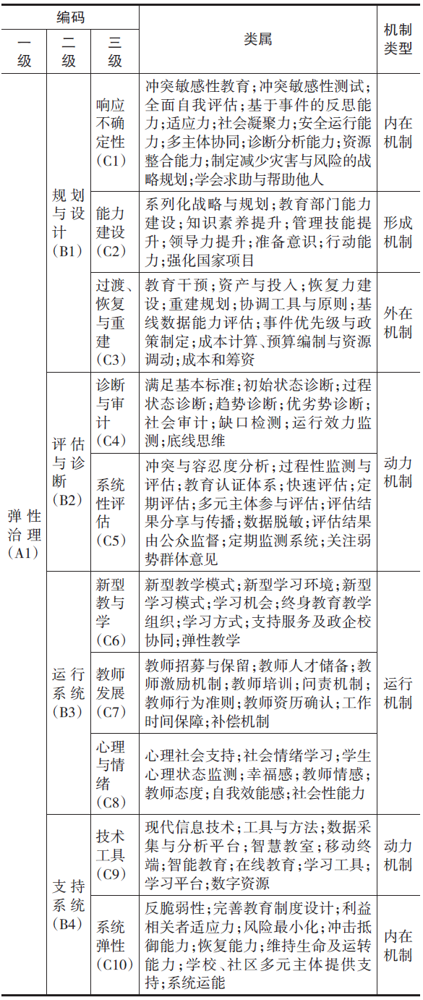 编码
类属
机制
类型
一
级
二
级
三
级
弹性
治理
(A1)
规划
与设
计
(B1)
响应
不确
定性
(C1)
冲突敏感性教育;冲突敏感性测试;
全面自我评估;基于事件的反思能
力;适应力;社会凝聚力;安全运行能
力;多主体协同;诊断分析能力;资源
整合能力;制定减少灾害与风险的战
略规划;学会求助与帮助他人
内在
机制
能力
建设
(C2)
系列化战略与规划;教育部门能力
建设;知识素养提升;管理技能提
升;领导力提升;准备意识;行动能
力;强化国家项目
形成
机制
过渡、
恢复
与重
建
(C3)
教育干预;资产与投入;恢复力建
设;重建规划;协调工具与原则;基
线数据能力评估;事件优先级与政
策制定;成本计算、预算编制与资源
调动;成本和筹资
外在
机制
评估
与诊
断
(B2)
诊断
与审
计
(C4)
满足基本标准;初始状态诊断;过程
状态诊断;趋势诊断;优劣势诊断;
社会审计;缺口检测;运行效力监
测;底线思维
动力
机制
系统
性评
估
(C5)
冲突与容忍度分析;过程性监测与
评估;教育认证体系;快速评估;定
期评估;多元主体参与评估;评估结
果分享与传播;数据脱敏;评估结果
由公众监督;定期监测系统;关注弱
势群体意见
运行
系统
(B3)
新型
教与
学
(C6)
新型教学模式;新型学习环境;新型
学习模式;学习机会;终身教育教学
组织;学习方式;支持服务及政企校
协同;弹性教学
运行
机制
教师
发展
(C7)
教师招募与保留;教师人才储备;教
师激励机制;教师培训;问责机制;
教师行为准则;教师资历确认;工作
时间保障;补偿机制
心理
与情
绪
(C8)
心理社会支持;社会情绪学习;学生
心理状态监测;幸福感;教师情感;
教师态度;自我效能感;社会性能力
支持
系统
(B4)
技术
工具
(C9)
现代信息技术;工具与方法;数据采
集与分析平台;智慧教室;移动终
端;智能教育;在线教育;学习工具;
学习平台;数字资源
动力
机制
系统
弹性
(C10)
反脆弱性;完善教育制度设计;利益
相关者适应力;风险最小化;冲击抵
御能力;恢复能力;维持生命及运转
能力;学校、社区多元主体提供支
持;系统运能
内在
机制